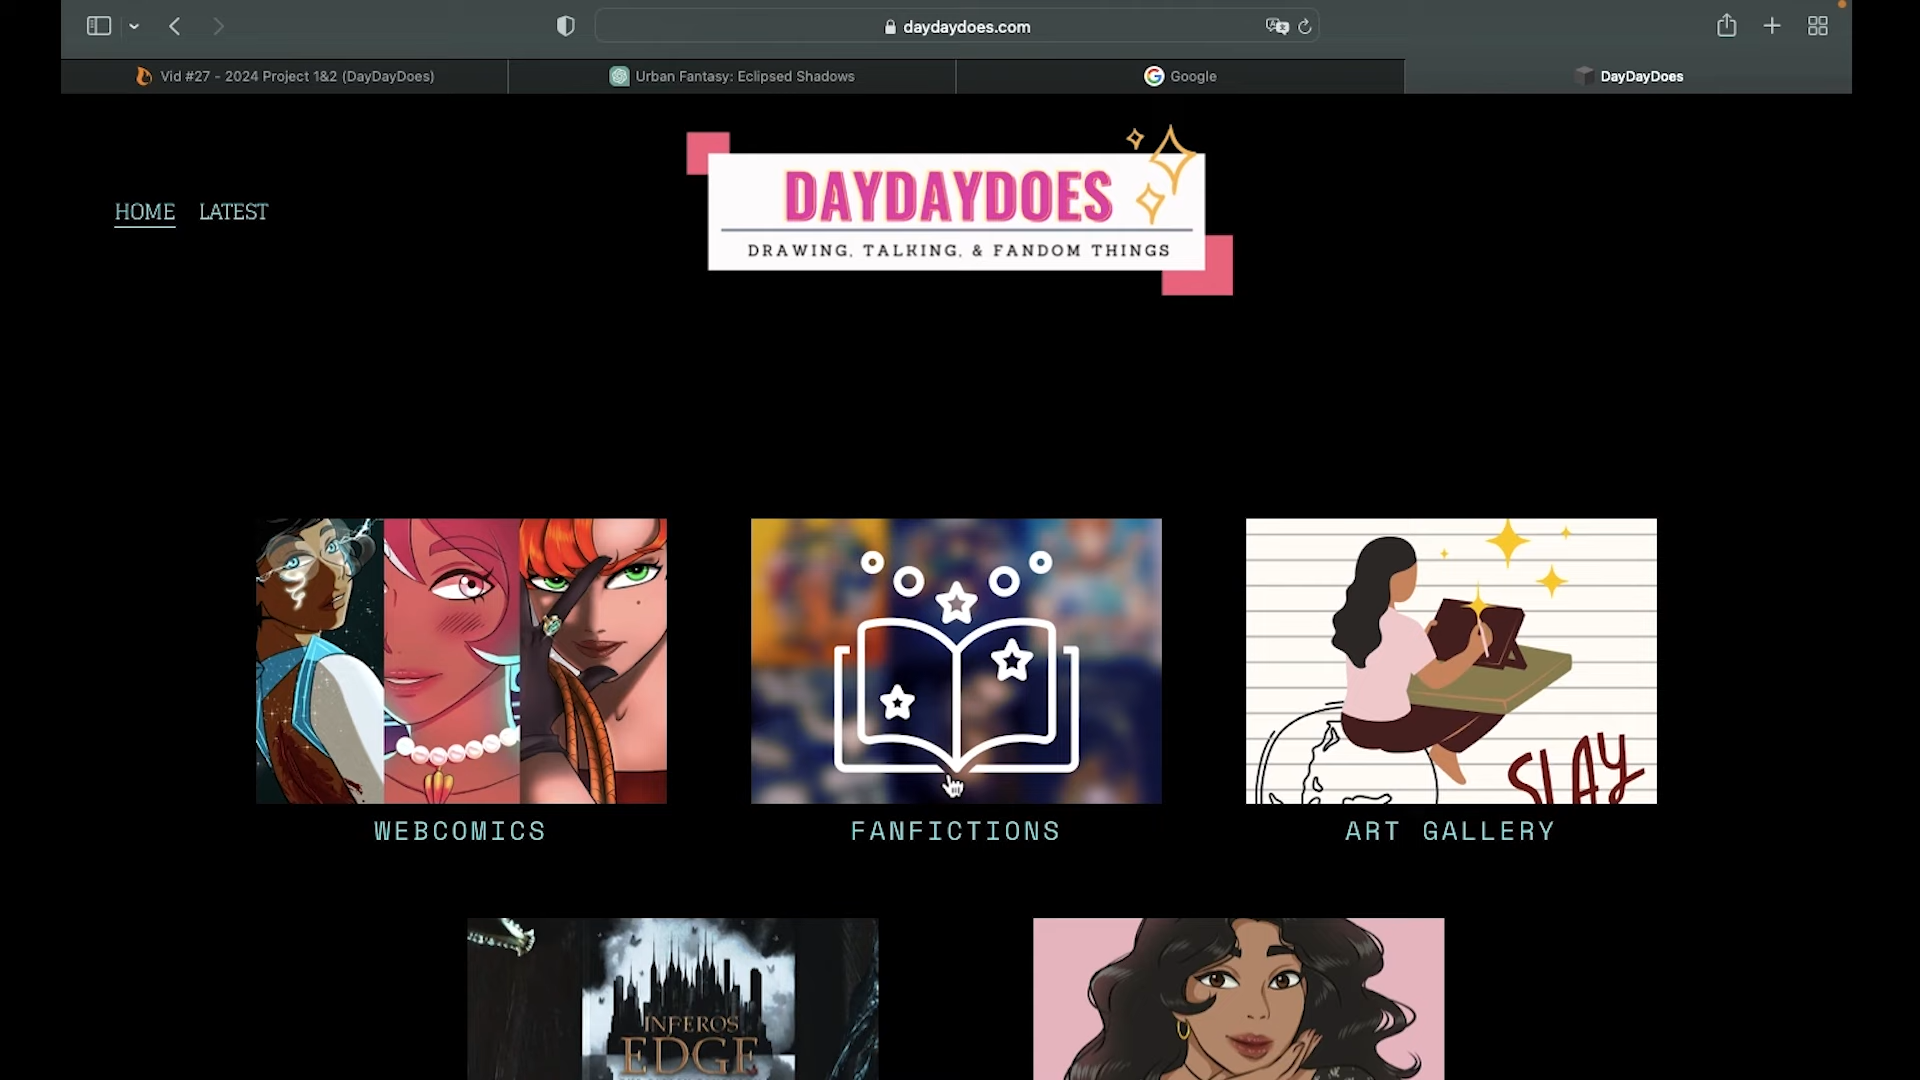 daydaydoes.com
Vid #27 - 2024 Project 1&2 (DayDayDoes)
Urban Fantasy: Eclipsed Shadows
Google
DayDayDoes
HOME LATEST
DAYDAYDOES
DRAWING, TALKING, & FANDOM THINGS
SLAY
WEBCOMICS
FANFICTIONS
ART GALLERY
INFEROS
EDGE